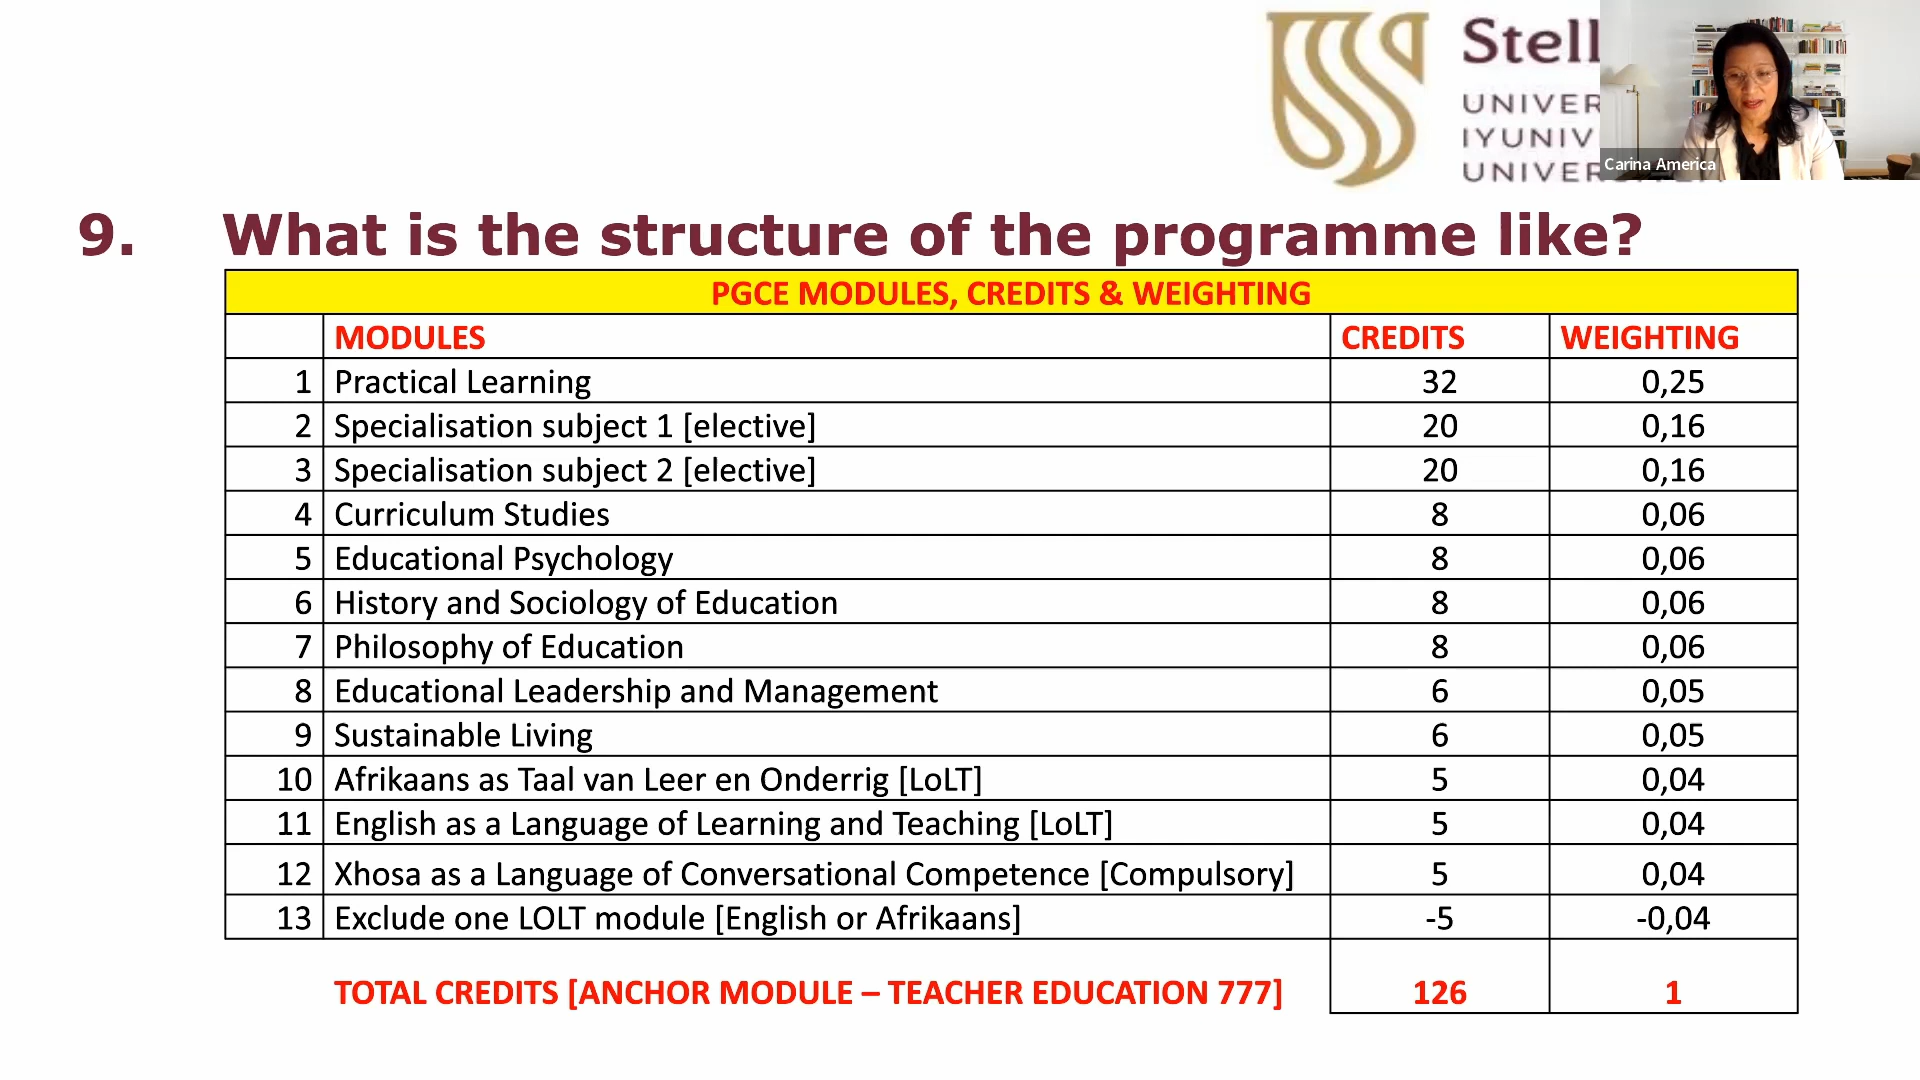 Stell
UNIVER
IYUNIV
UNIVER
Carina America
9. What is the structure of the programme like?
PGCE MODULES, CREDITS & WEIGHTING
MODULES CREDITS WEIGHTING
1 Practical Learning 32 0,25
2 Specialisation subject 1 [elective] 20 0,16
3 Specialisation subject 2 [elective] 20 0,16
4 Curriculum Studies 8 0,06
5 Educational Psychology 8 0,06
6 History and Sociology of Education 8 0,06
7 Philosophy of Education 8 0,06
8 Educational Leadership and Management 6 0,05
9 Sustainable Living 6 0,05
10 Afrikaans as Taal van Leer en Onderrig [LoLT] 5 0,04
11 English as a Language of Learning and Teaching [LoLT] 5 0,04
12 Xhosa as a Language of Conversational Competence [Compulsory] 5 0,04
13 Exclude one LOLT module [English or Afrikaans] -5 -0,04
TOTAL CREDITS [ANCHOR MODULE – TEACHER EDUCATION 777] 126 1